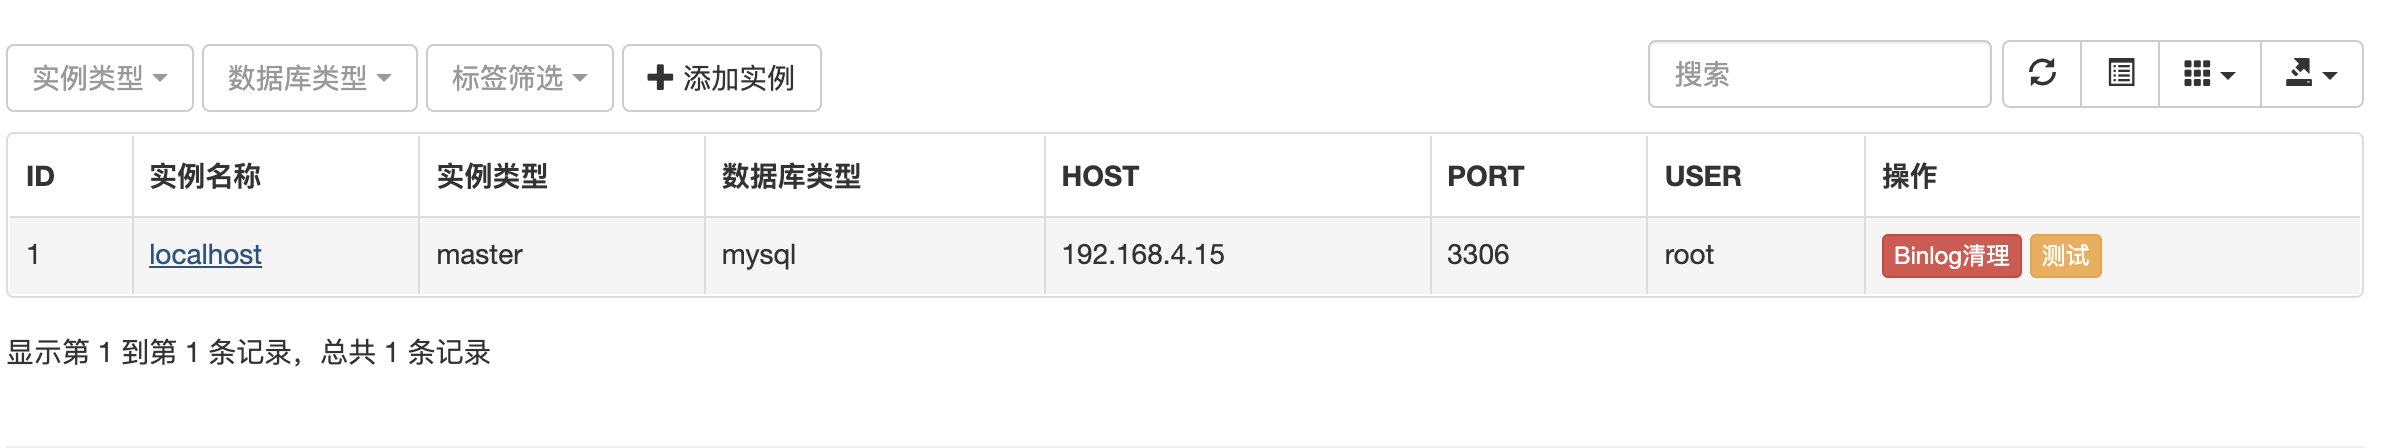 实例类型 数据库类型 标签筛选 添加实例 搜索
ID 实例名称 实例类型 数据库类型 HOST PORT USER 操作
1 localhost master mysql 192.168.4.15 3306 root Binlog清理 测试
显示第 1 到第 1 条记录，总共 1 条记录